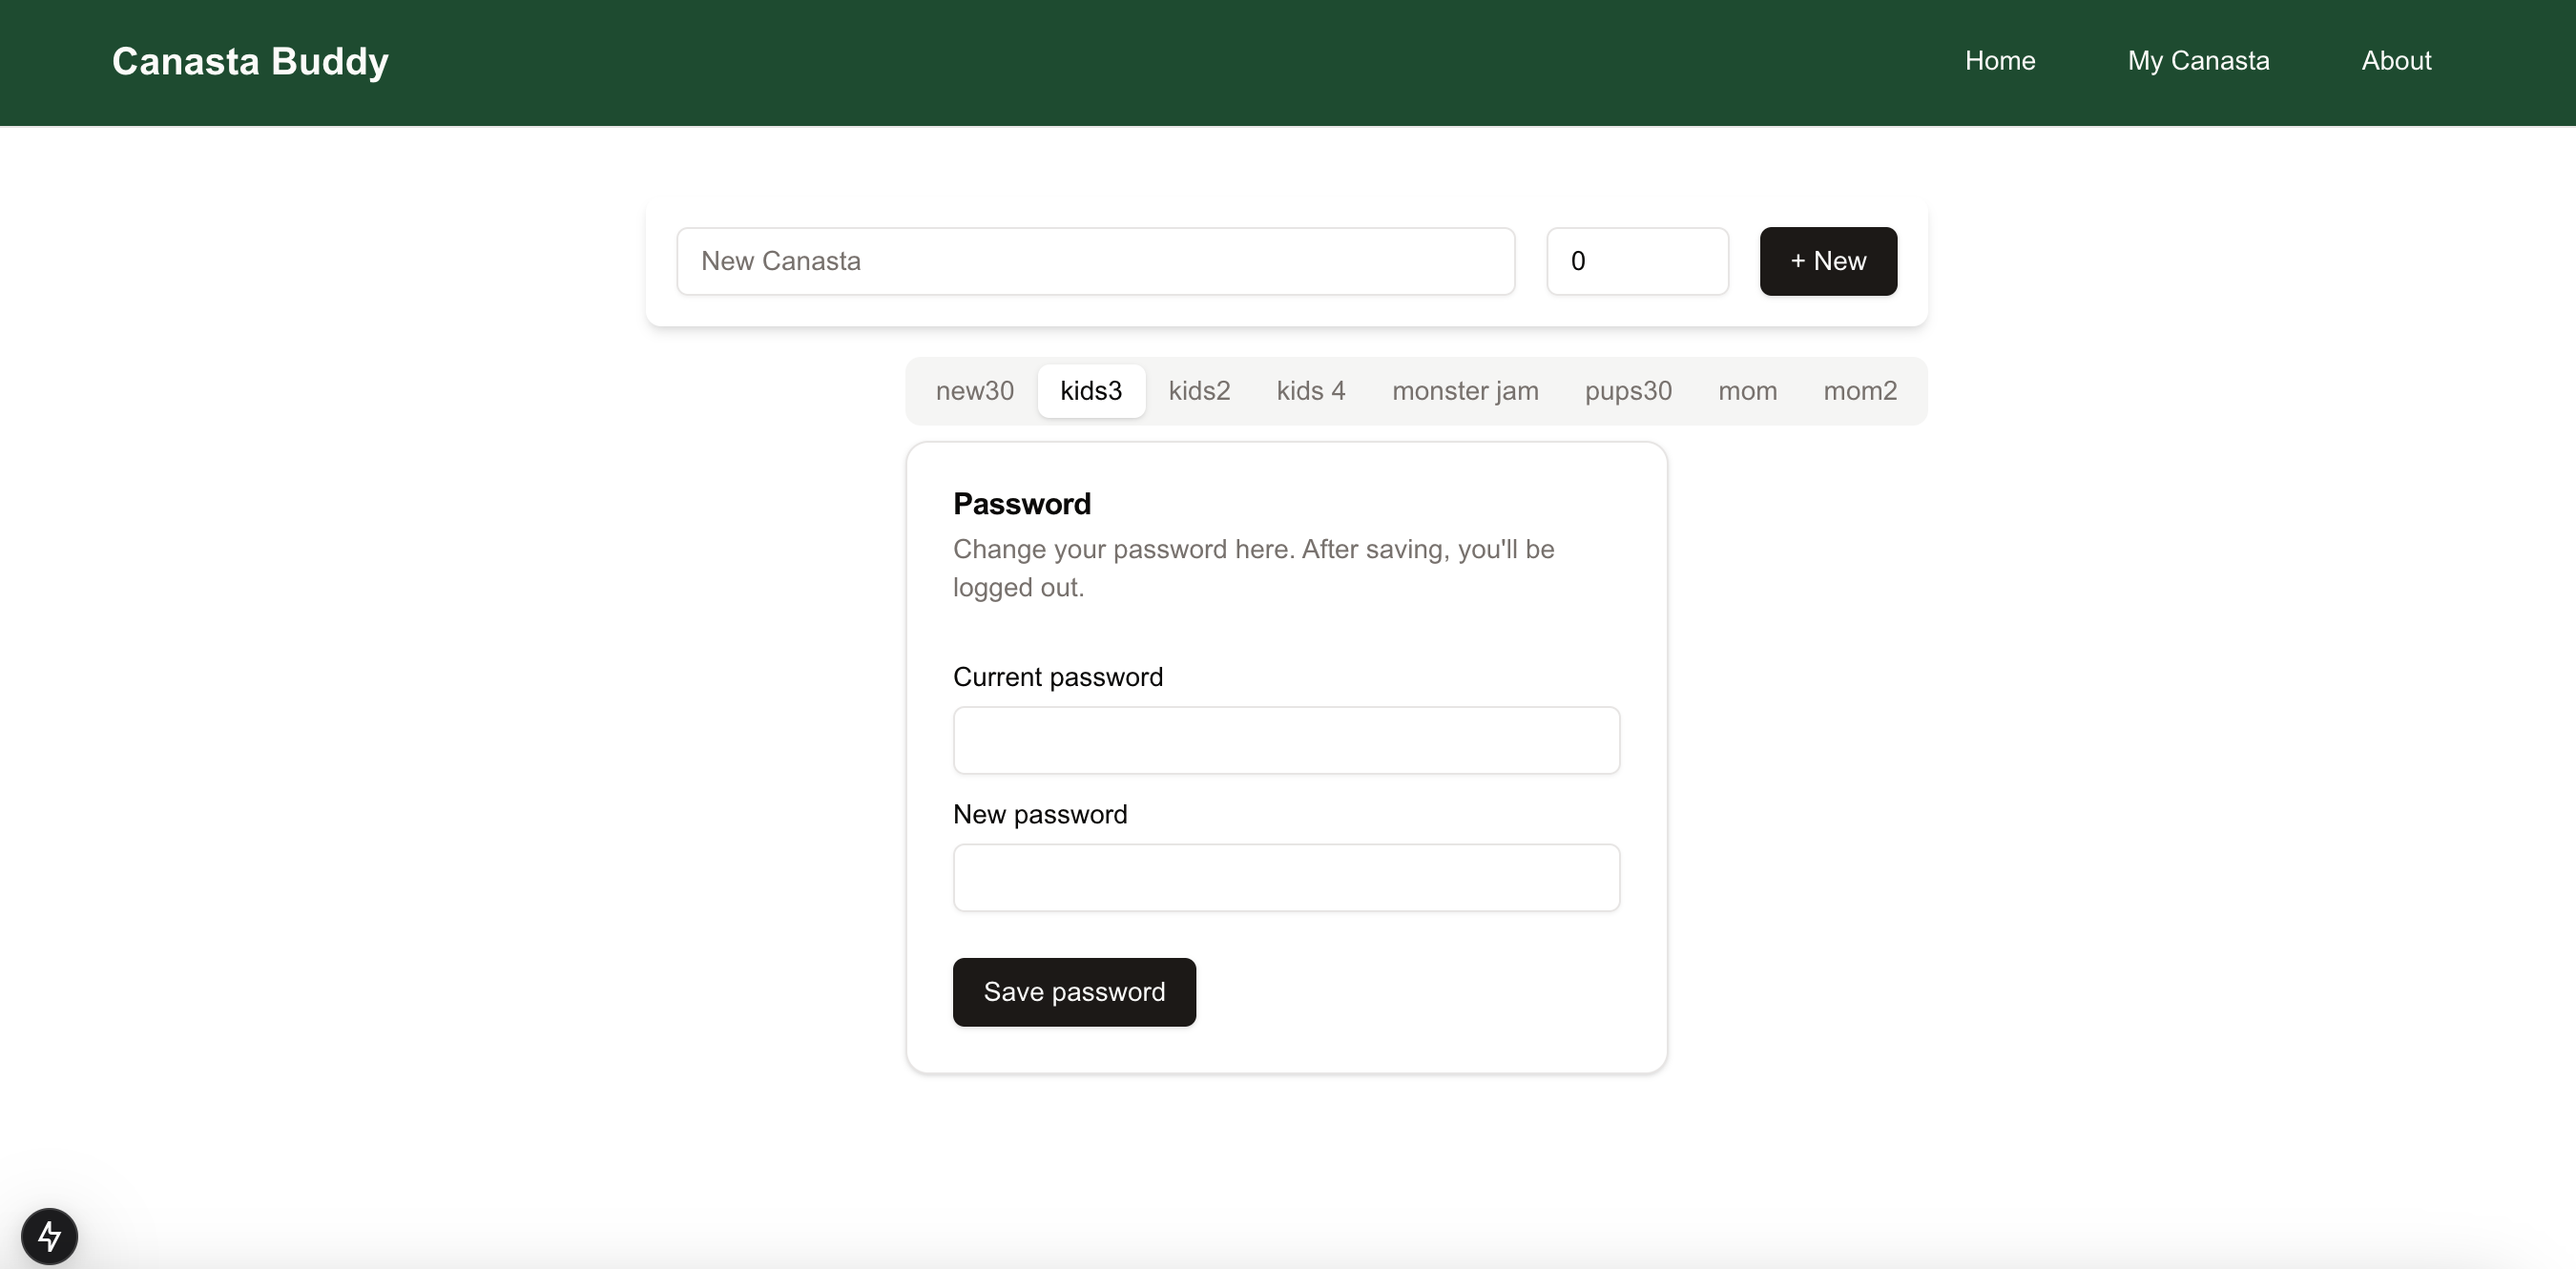 Canasta Buddy
Home My Canasta About
New Canasta 0 + New
new30 kids3 kids2 kids 4 monster jam pups30 mom mom2
Password
Change your password here. After saving, you'll be
logged out.
Current password
New password
Save password